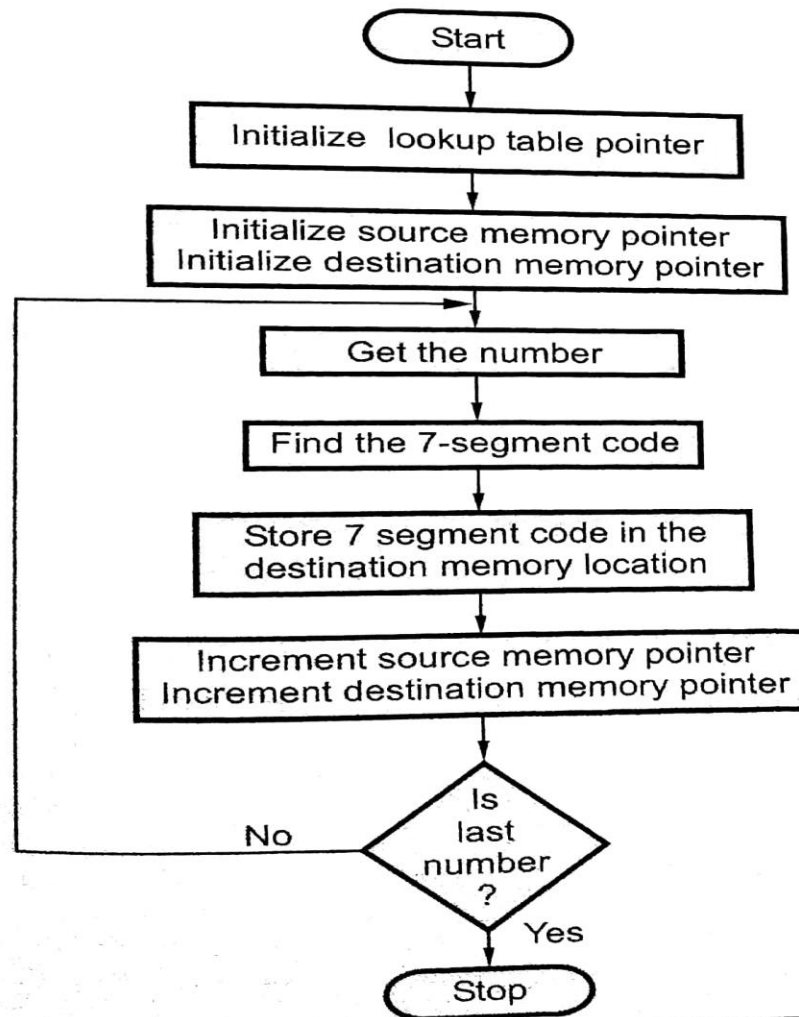 Start
Initialize lookup table pointer
Initialize source memory pointer
Initialize destination memory pointer
Get the number
Find the 7-segment code
Store 7 segment code in the
destination memory location
Increment source memory pointer
Increment destination memory pointer
Is
last
number
?
No
Yes
Stop